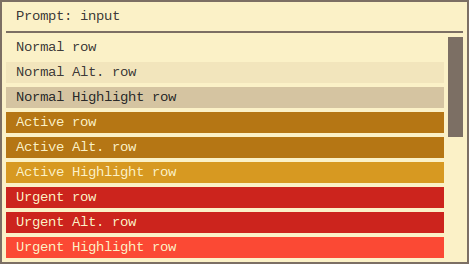 Prompt: input
Normal row
Normal Alt. row
Normal Highlight row
Active row
Active Alt. row
Active Highlight row
Urgent row
Urgent Alt. row
Urgent Highlight row